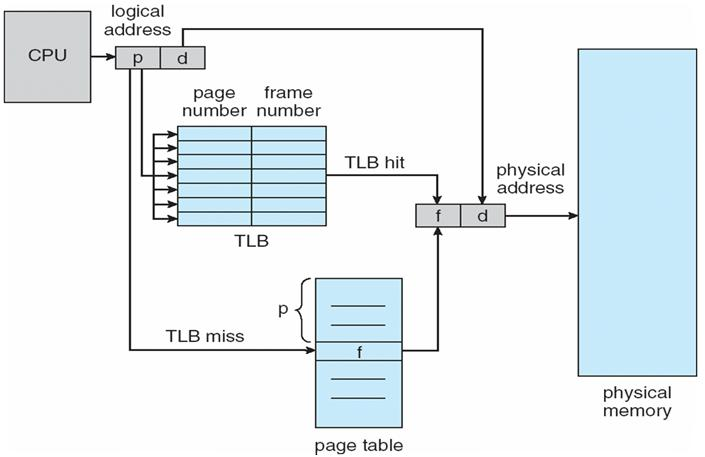 logical
address
CPU
p
d
page
number
frame
number
TLB hit
physical
address
f
d
TLB
p
TLB miss
f
physical
memory
page table